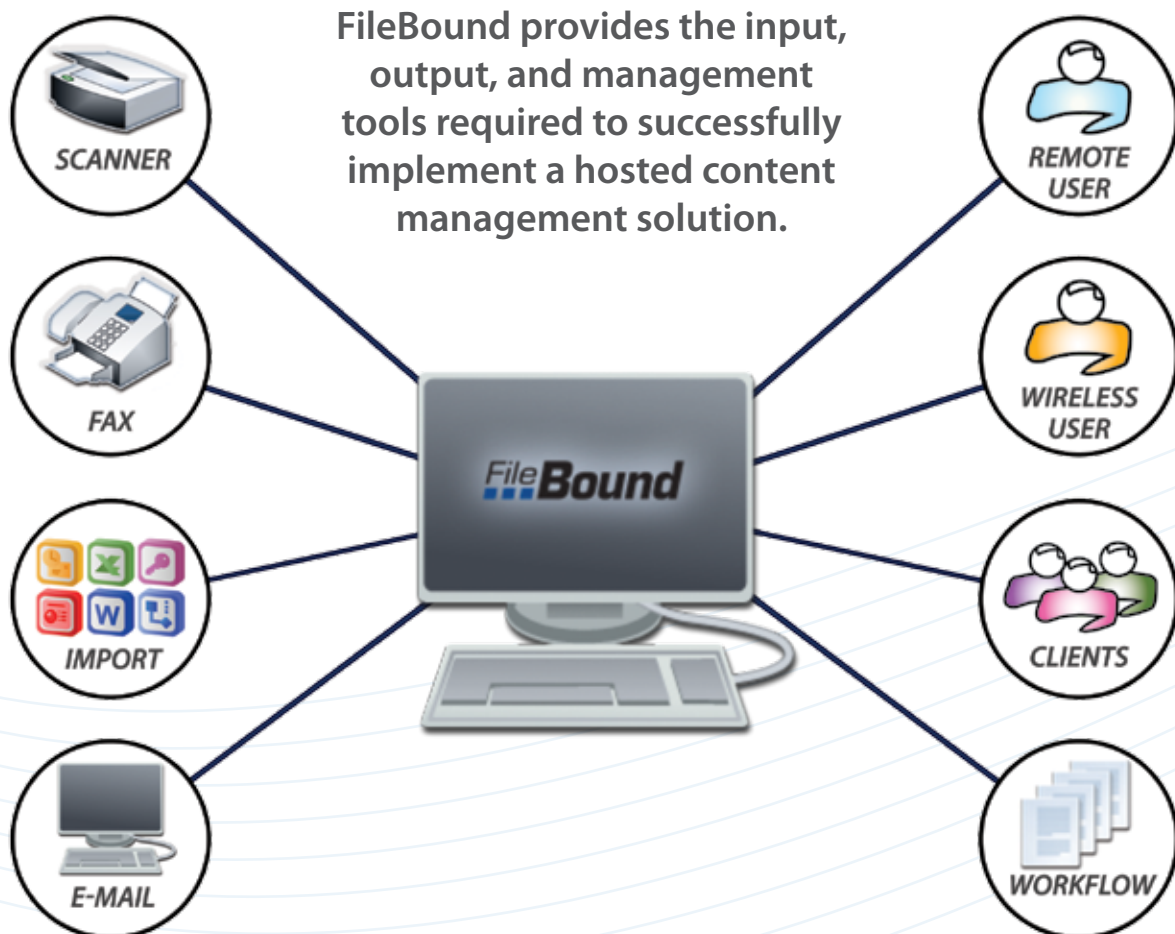 FileBound provides the input,
output, and management
tools required to successfully
implement a hosted content
management solution.
SCANNER
FAX
IMPORT
E-MAIL
FileBound
REMOTE
USER
WIRELESS
USER
CLIENTS
WORKFLOW
X
W